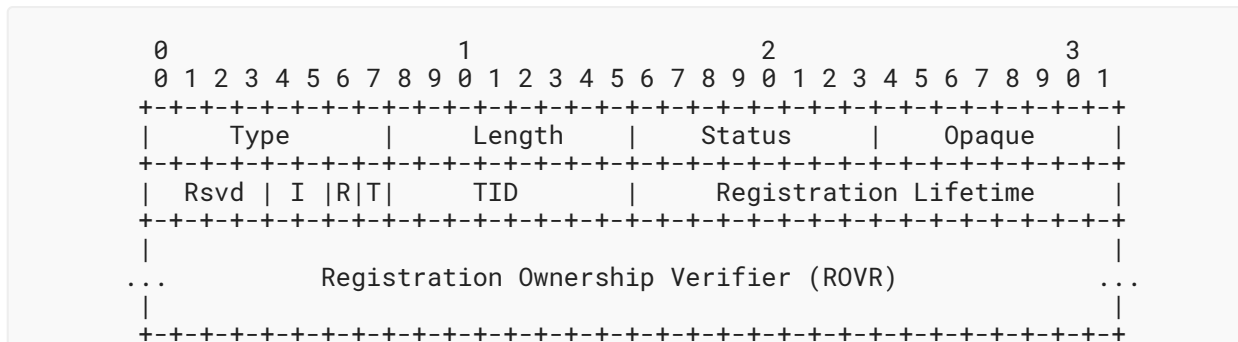 0                   1                   2                   3
 0 1 2 3 4 5 6 7 8 9 0 1 2 3 4 5 6 7 8 9 0 1 2 3 4 5 6 7 8 9 0 1
+-+-+-+-+-+-+-+-+-+-+-+-+-+-+-+-+-+-+-+-+-+-+-+-+-+-+-+-+-+-+-+-+
|     Type      |     Length    |    Status     |    Opaque     |
+-+-+-+-+-+-+-+-+-+-+-+-+-+-+-+-+-+-+-+-+-+-+-+-+-+-+-+-+-+-+-+-+
|  Rsvd | I |R|T|     TID       |     Registration Lifetime     |
+-+-+-+-+-+-+-+-+-+-+-+-+-+-+-+-+-+-+-+-+-+-+-+-+-+-+-+-+-+-+-+-+
|                                                               |
...          Registration Ownership Verifier (ROVR)           ...
|                                                               |
+-+-+-+-+-+-+-+-+-+-+-+-+-+-+-+-+-+-+-+-+-+-+-+-+-+-+-+-+-+-+-+-+